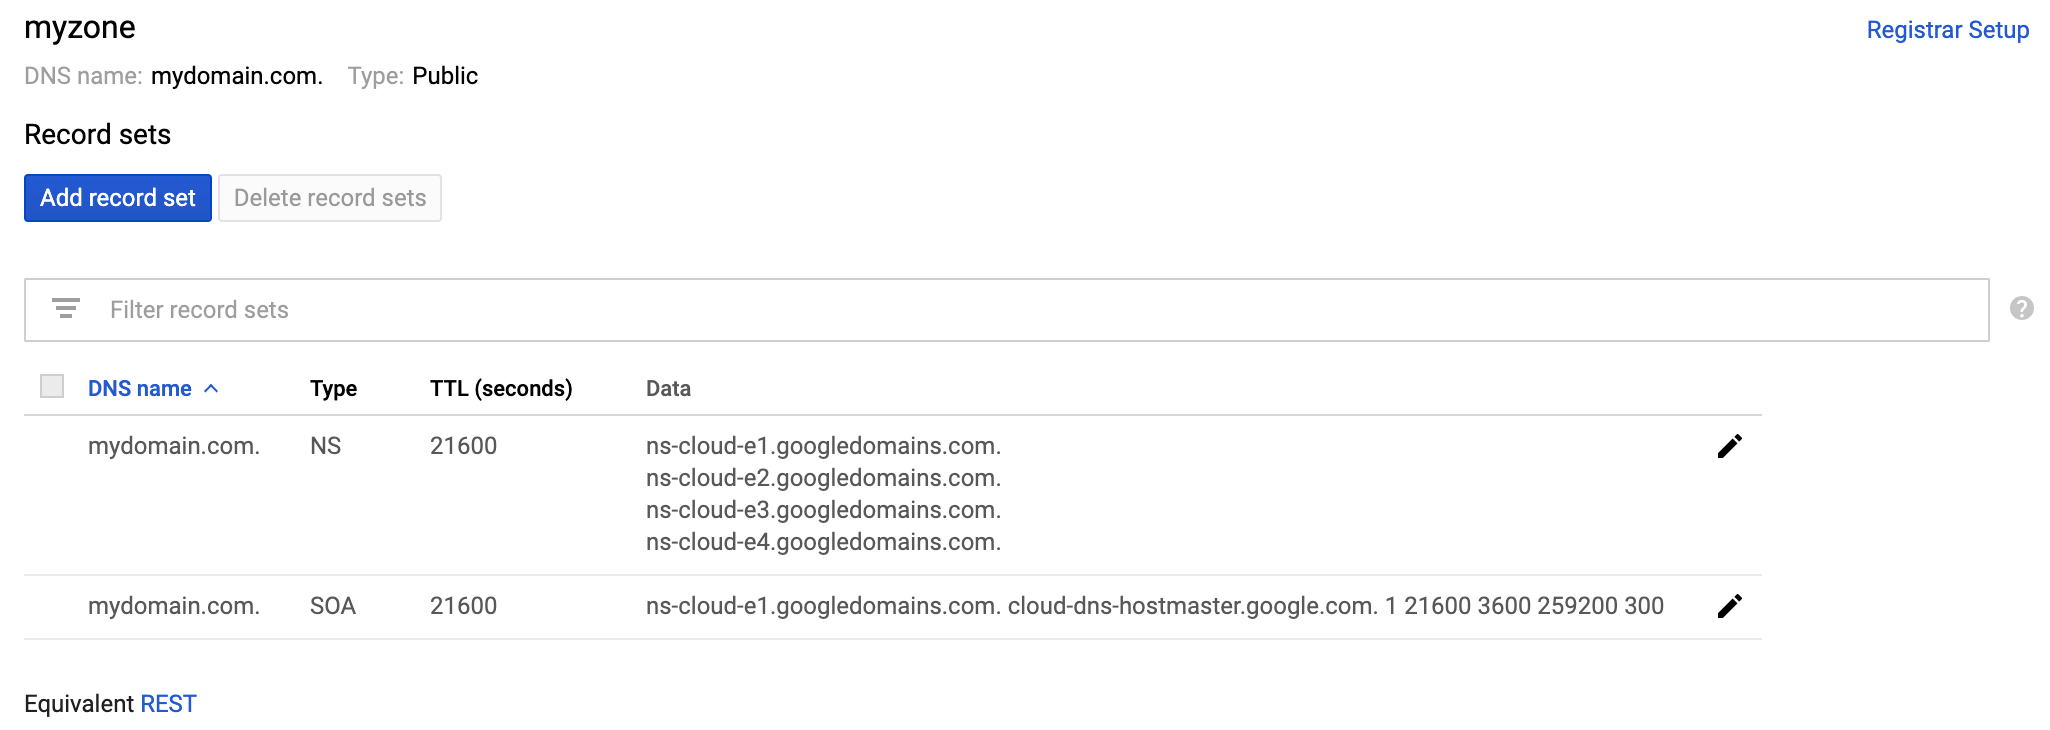 myzone
Registrar Setup
DNS name: mydomain.com. Type: Public
Record sets
Add record set Delete record sets
Filter record sets
DNS name Type TTL (seconds) Data
mydomain.com. NS 21600 ns-cloud-e1.googledomains.com.
ns-cloud-e2.googledomains.com.
ns-cloud-e3.googledomains.com.
ns-cloud-e4.googledomains.com.
mydomain.com. SOA 21600 ns-cloud-e1.googledomains.com. cloud-dns-hostmaster.google.com. 1 21600 3600 259200 300
Equivalent REST